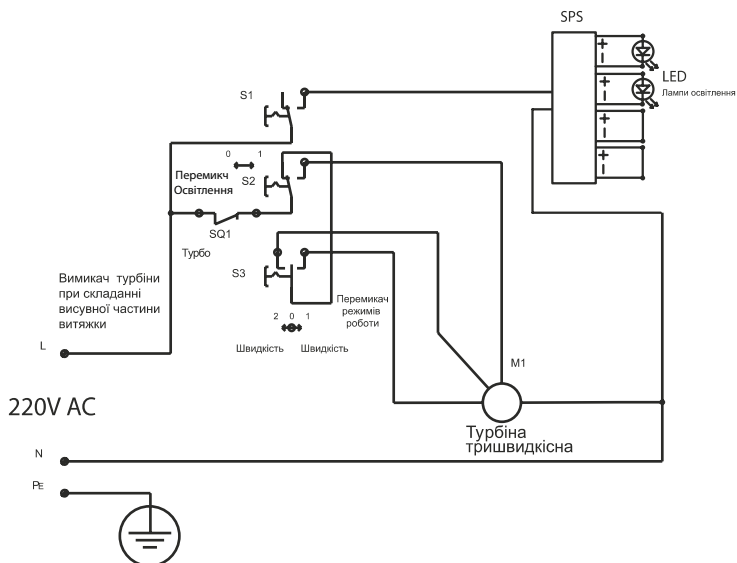 SPS
LED
Лампи освітлення
S1
0 1
Перемикч
Освітлення
S2
SQ1
Турбо
S3
Вимикач турбіни
при складанні
висувної частини
витяжки
Перемикач
режимів
роботи
2 0 1
Швидкість Швидкість
L
M1
220V AC
Турбіна
тришвидкісна
N
PE